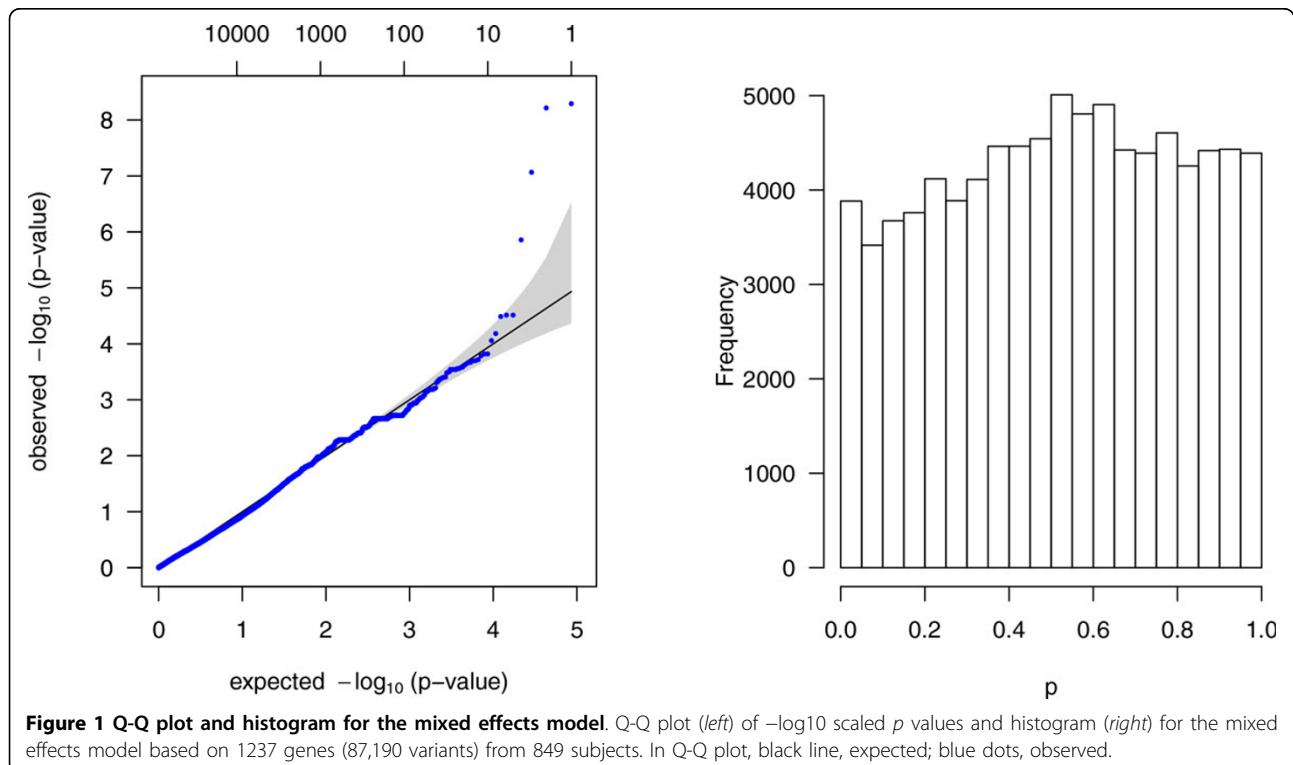 10000 1000 100 10 1
8
7
6
5
4
3
2
1
0
observed −log₁₀ (p−value)
0 1 2 3 4 5
expected −log₁₀ (p−value)
5000
4000
3000
2000
1000
0
Frequency
0.0 0.2 0.4 0.6 0.8 1.0
p
Figure 1 Q-Q plot and histogram for the mixed effects model. Q-Q plot (left) of −log10 scaled p values and histogram (right) for the mixed
effects model based on 1237 genes (87,190 variants) from 849 subjects. In Q-Q plot, black line, expected; blue dots, observed.